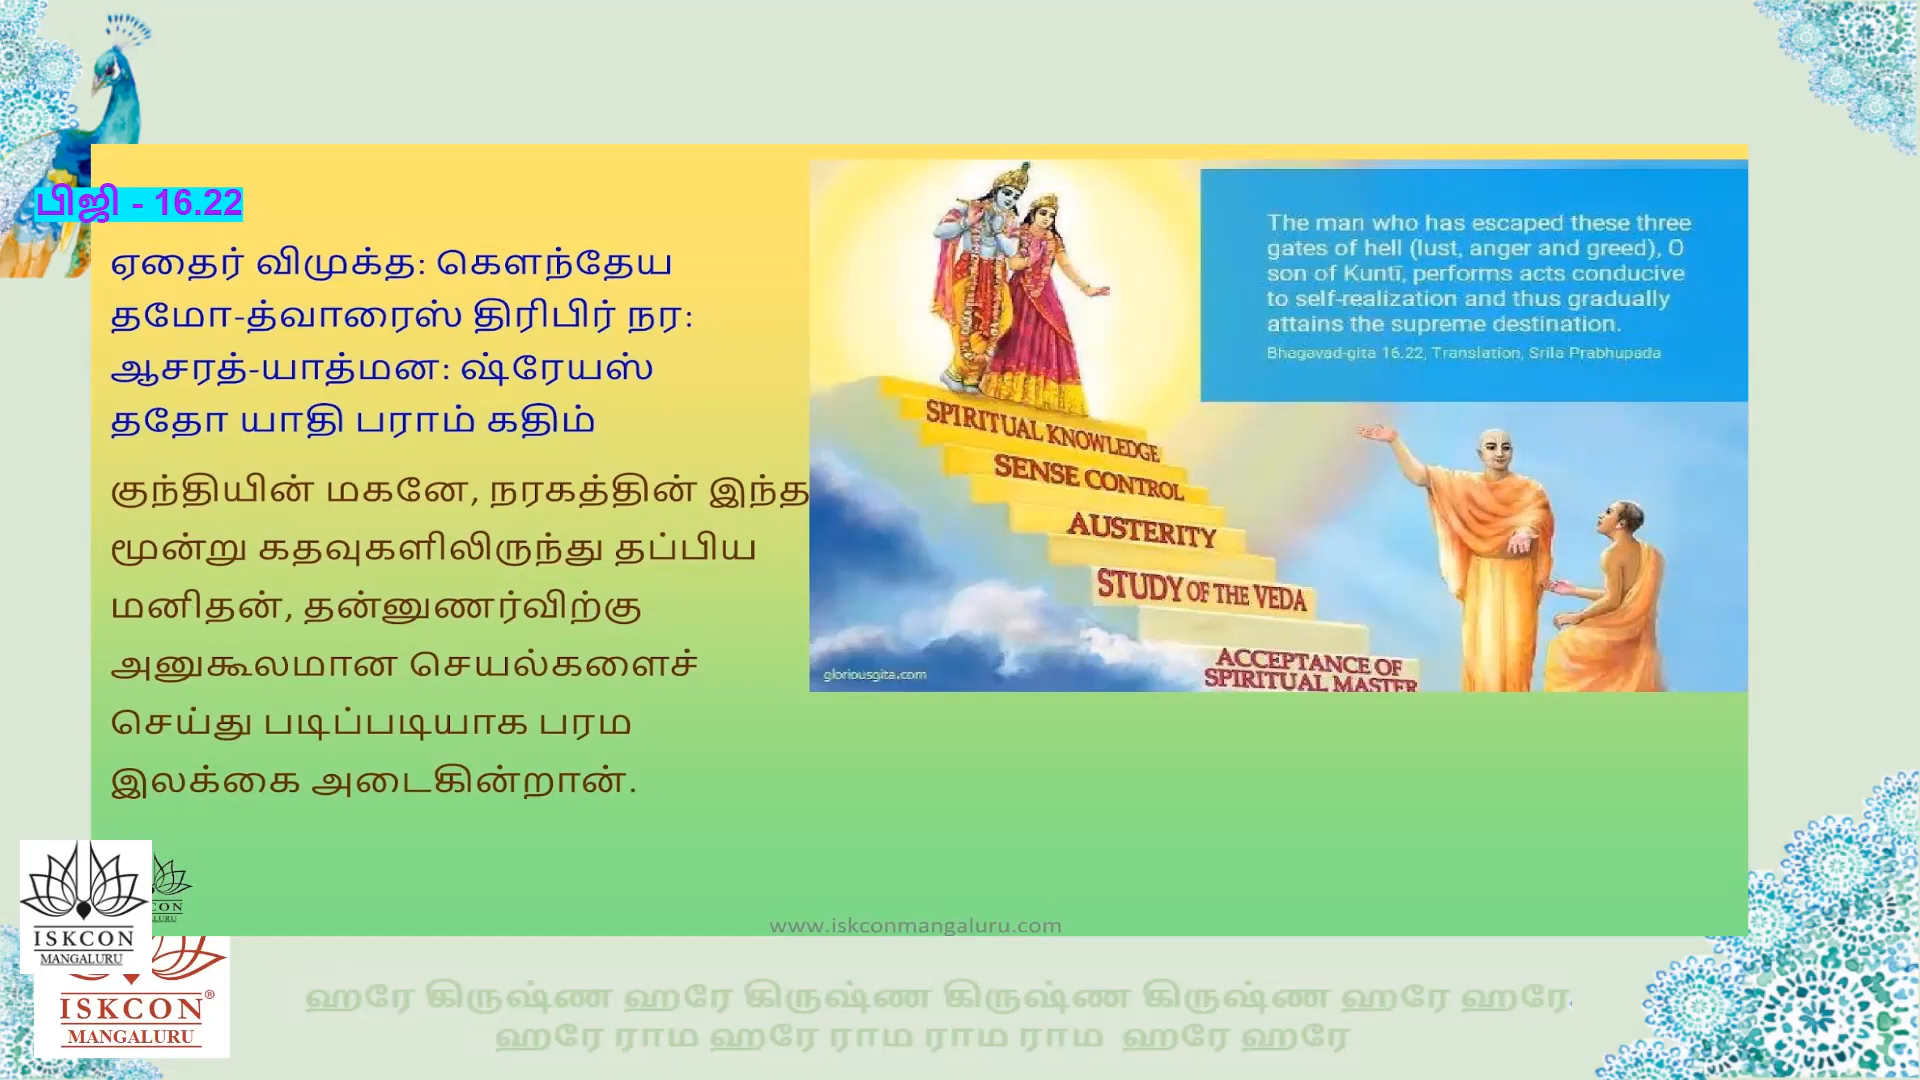 பிஜி - 16.22
ஏதைர் விமுக்த: கௌந்தேய
தமோ-த்வாரைஸ் திரிபிர் நர:
ஆசரத்-யாத்மன: ஷ்ரேயஸ்
ததோ யாதி பராம் கதிம்
குந்தியின் மகனே, நரகத்தின் இந்த
மூன்று கதவுகளிலிருந்து தப்பிய
மனிதன், தன்னுணர்விற்கு
அனுகூலமான செயல்களைச்
செய்து படிப்படியாக பரம
இலக்கை அடைகின்றான்.
The man who has escaped these three
gates of hell (lust, anger and greed), O
son of Kuntī, performs acts conducive
to self-realization and thus gradually
attains the supreme destination.
Bhagavad-gita 16.22, Translation, Srila Prabhupada
SPIRITUAL KNOWLEDGE
SENSE CONTROL
AUSTERITY
STUDY OF THE VEDA
ACCEPTANCE OF
SPIRITUAL MASTER
gloriousgita.com
www.iskconmangaluru.com
ISKCON
MANGALURU
ISKCON®
MANGALURU
ஹரே கிருஷ்ண ஹரே கிருஷ்ண கிருஷ்ண கிருஷ்ண ஹரே ஹரே
ஹரே ராம ஹரே ராம ராம ராம ஹரே ஹரே